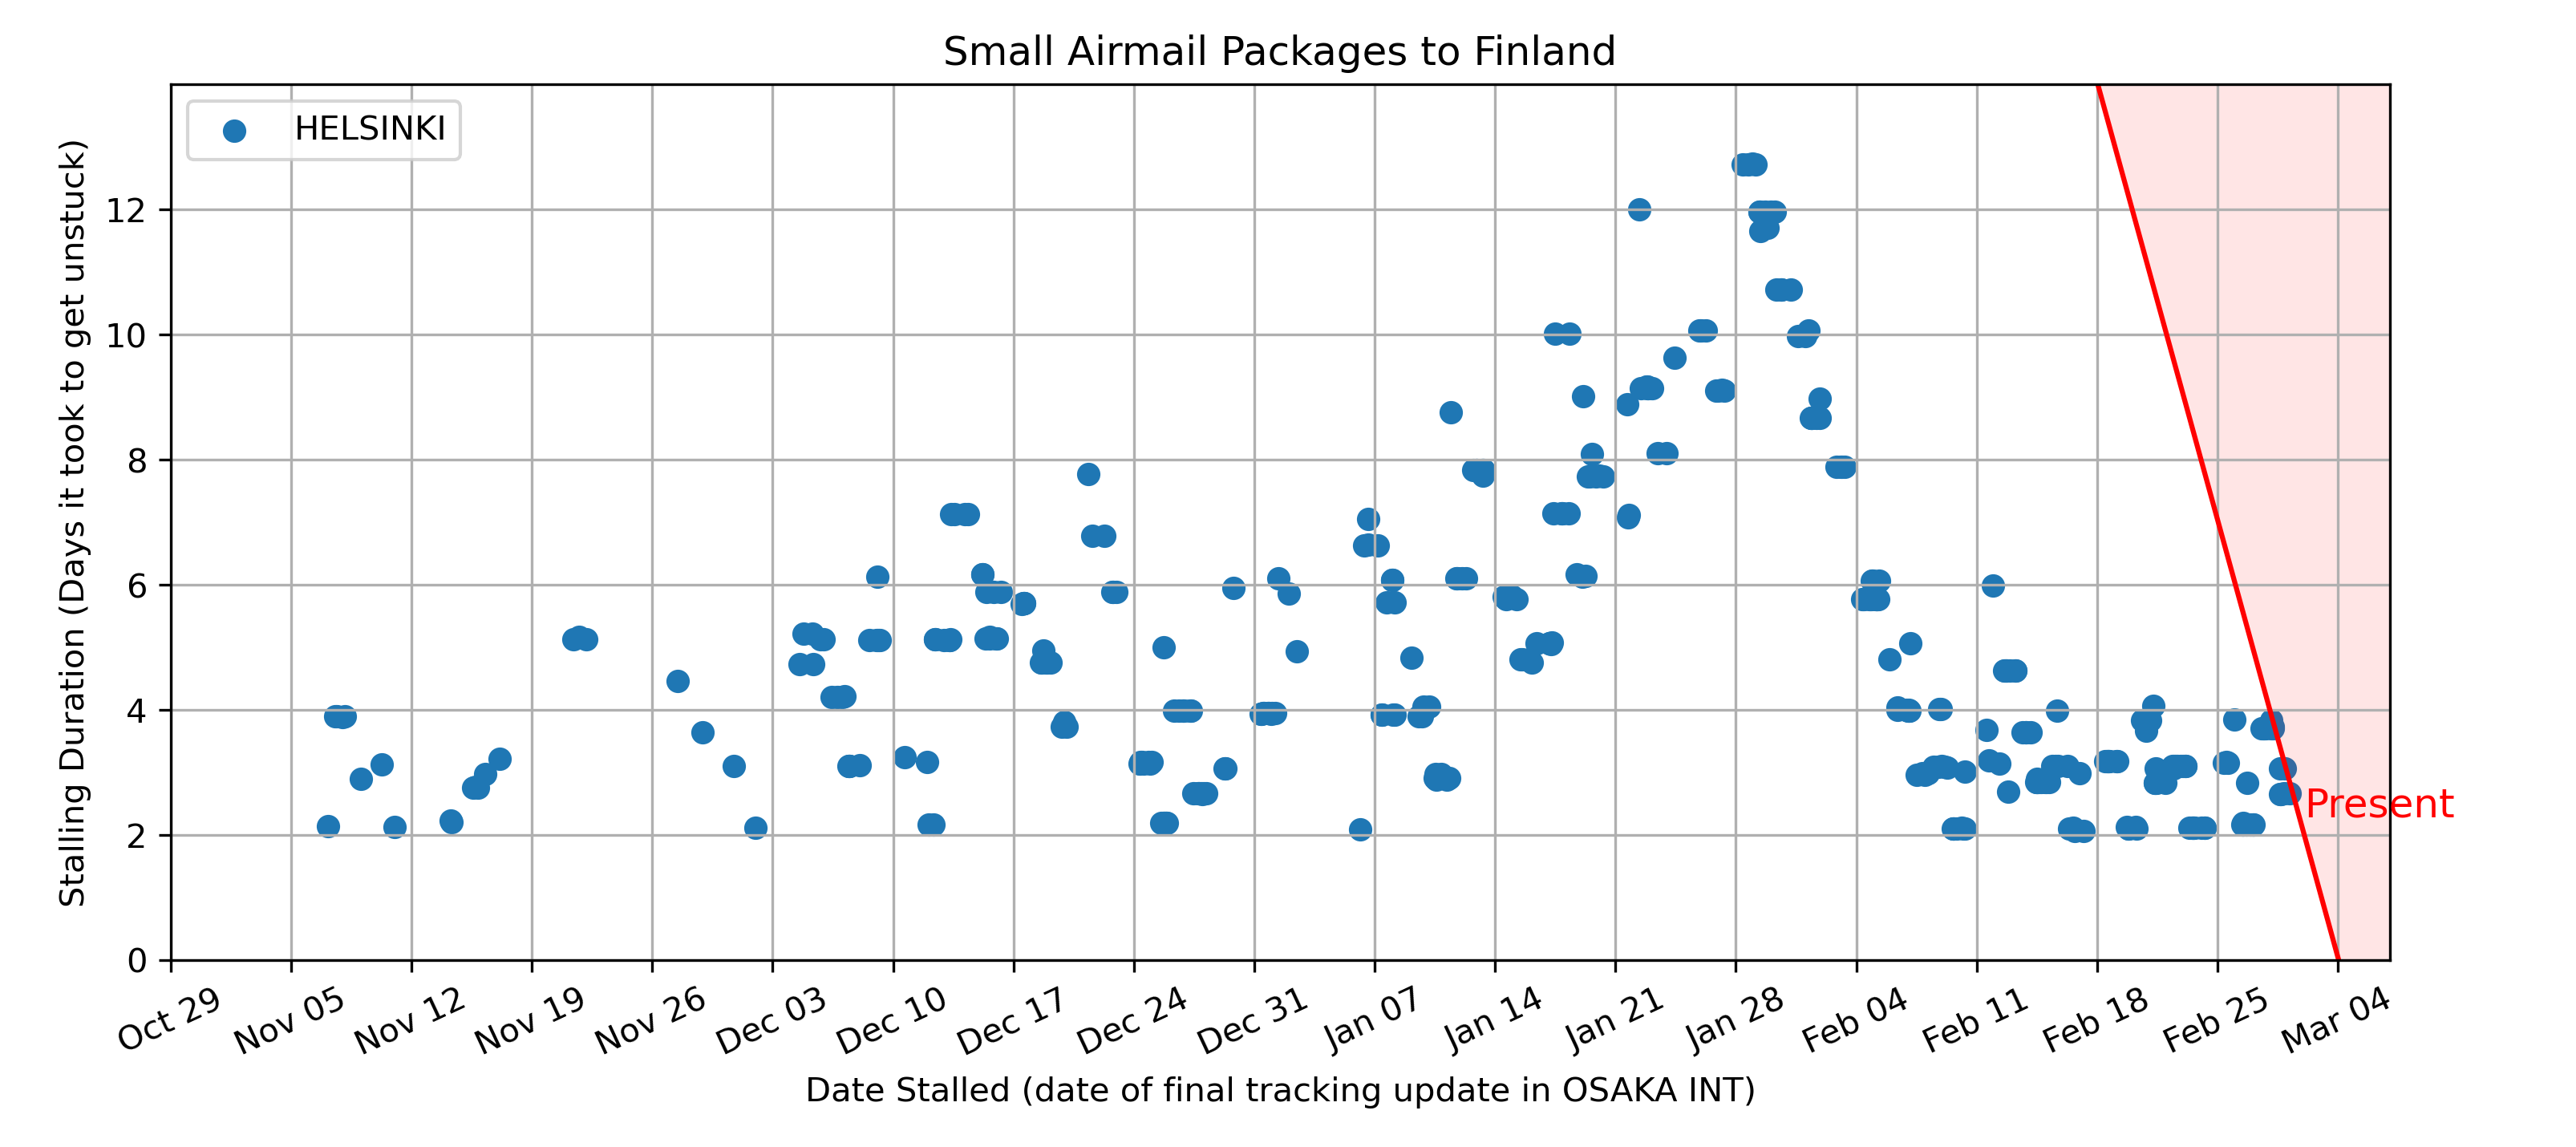 Small Airmail Packages to Finland
HELSINKI
Stalling Duration (Days it took to get unstuck)
12
10
8
6
4
2
0
Present
Oct 29
Nov 05
Nov 12
Nov 19
Nov 26
Dec 03
Dec 10
Dec 17
Dec 24
Dec 31
Jan 07
Jan 14
Jan 21
Jan 28
Feb 04
Feb 11
Feb 18
Feb 25
Mar 04
Date Stalled (date of final tracking update in OSAKA INT)